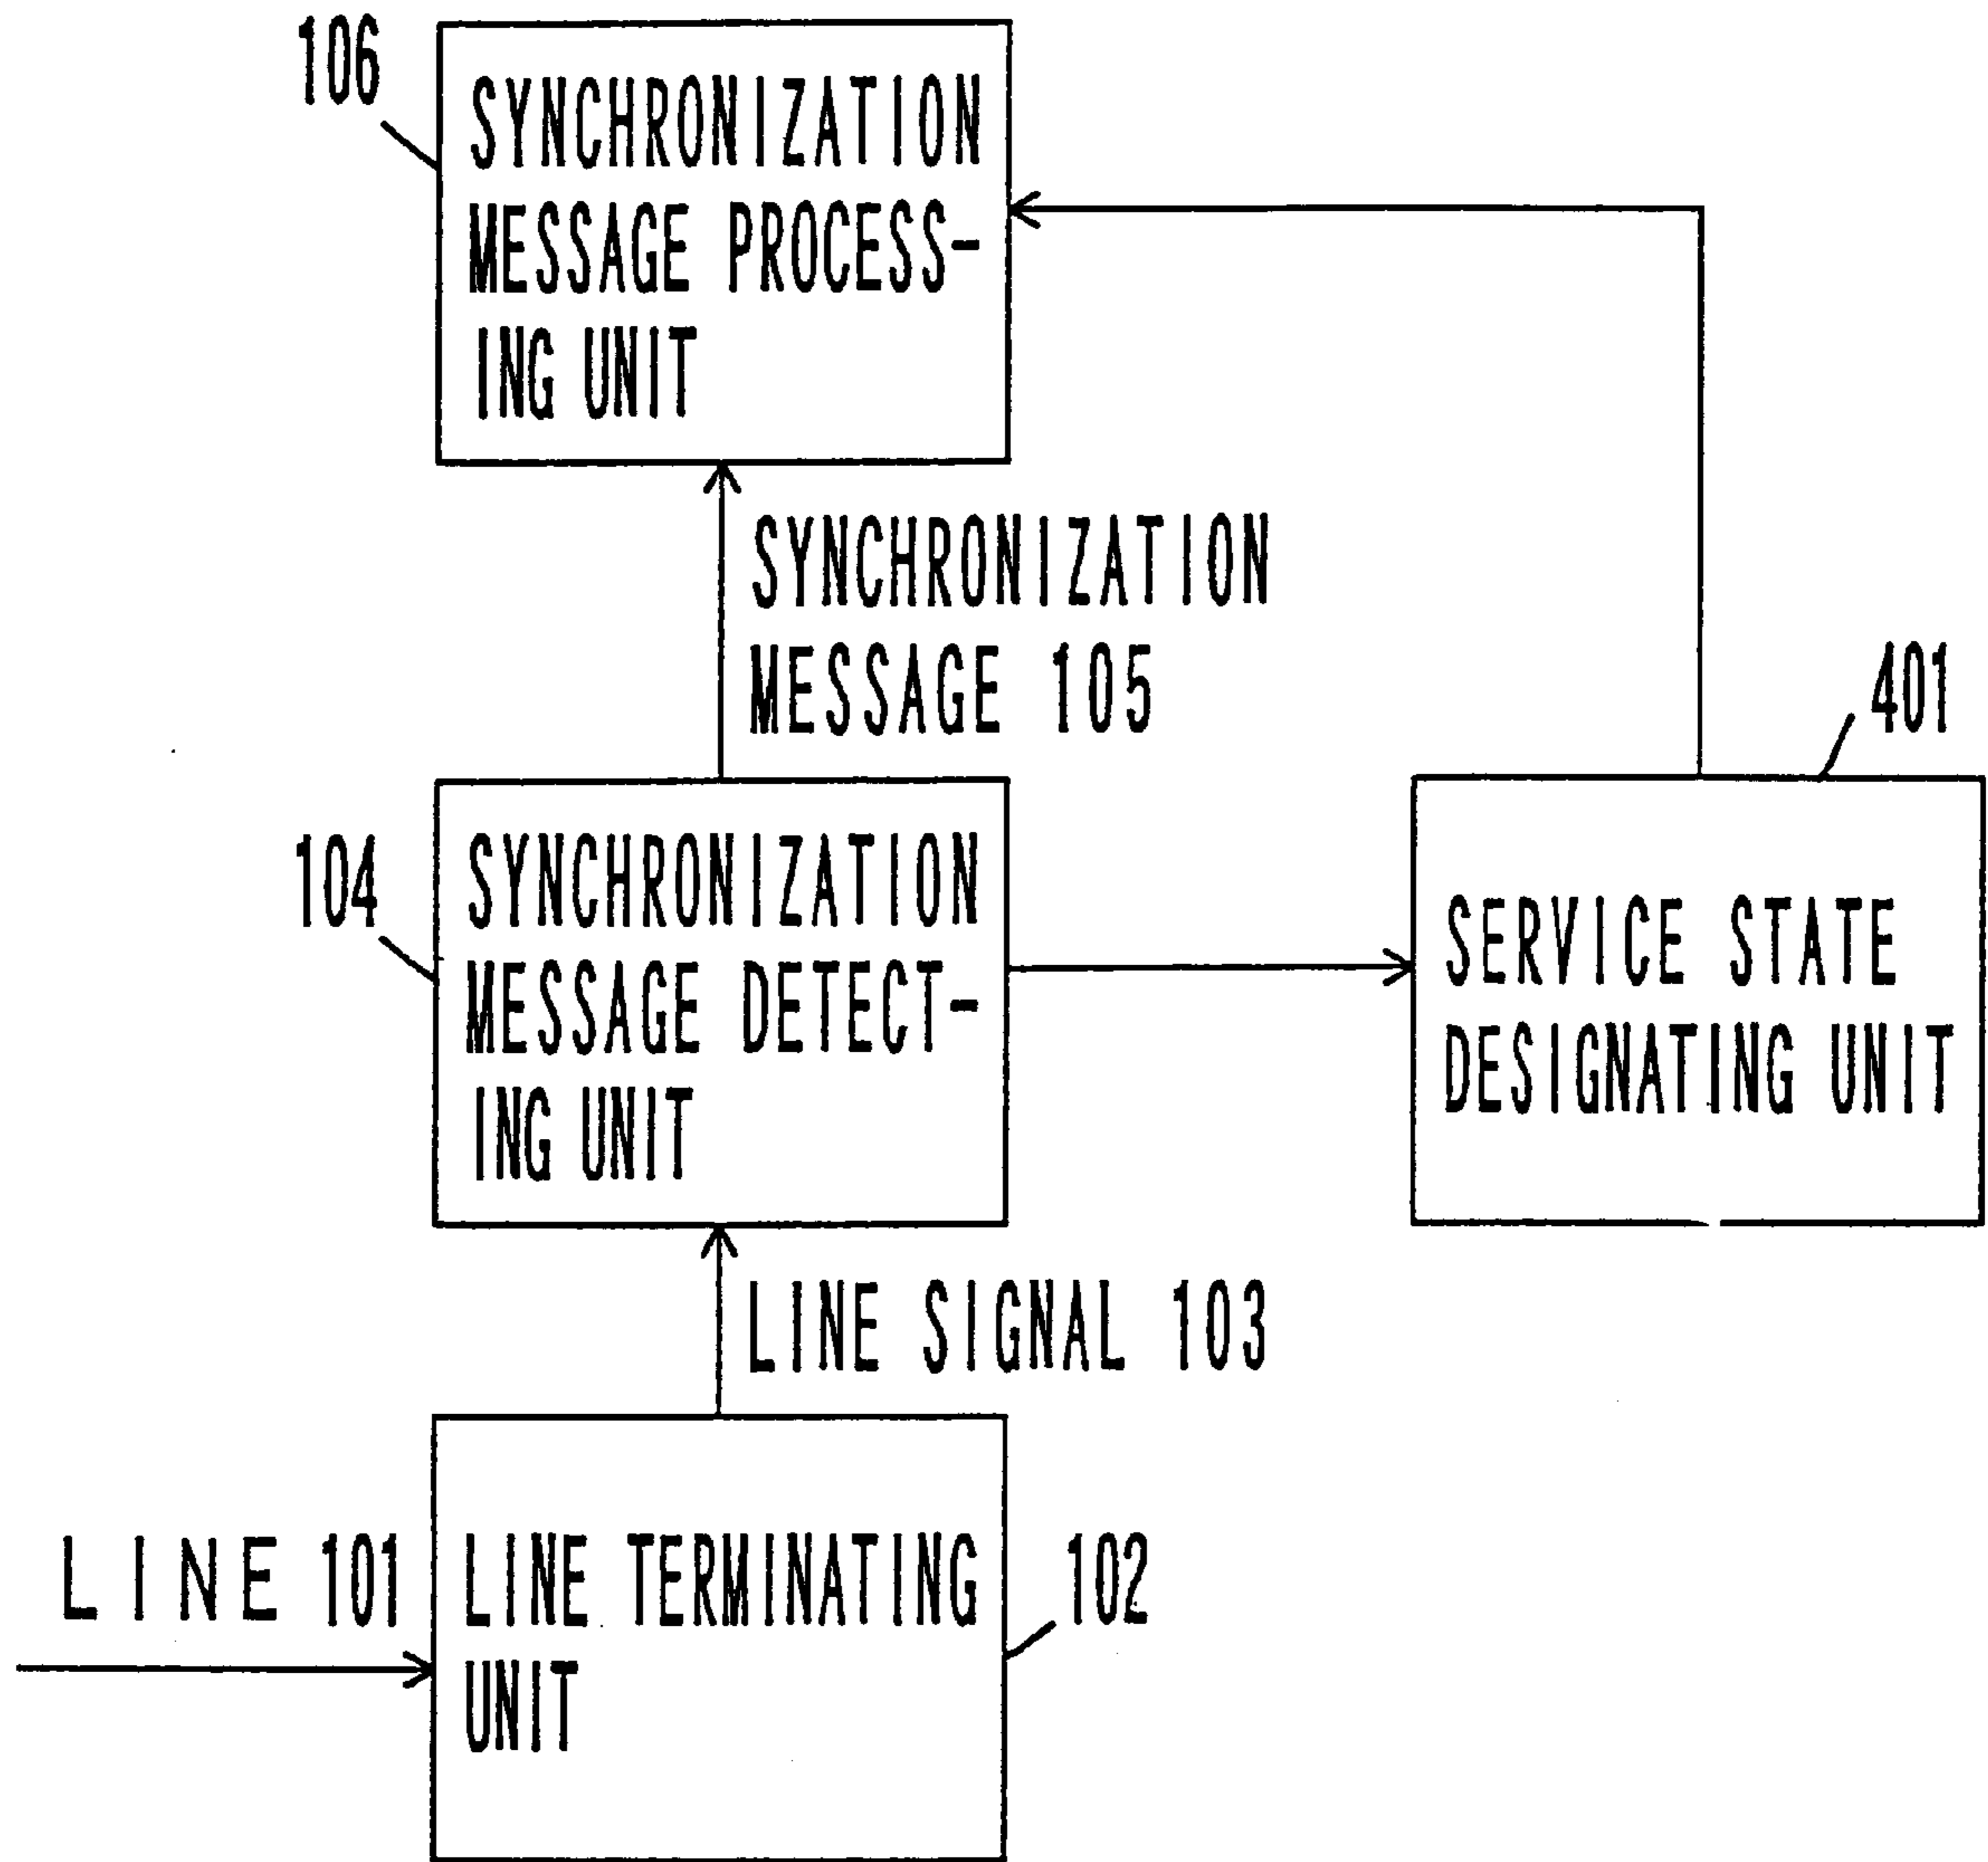 106
SYNCHRONIZATION
MESSAGE PROCESS-
ING UNIT
SYNCHRONIZATION
MESSAGE 105
401
104
SYNCHRONIZATION
MESSAGE DETECT-
ING UNIT
SERVICE STATE
DESIGNATING UNIT
LINE SIGNAL 103
LINE 101
LINE TERMINATING
UNIT
102